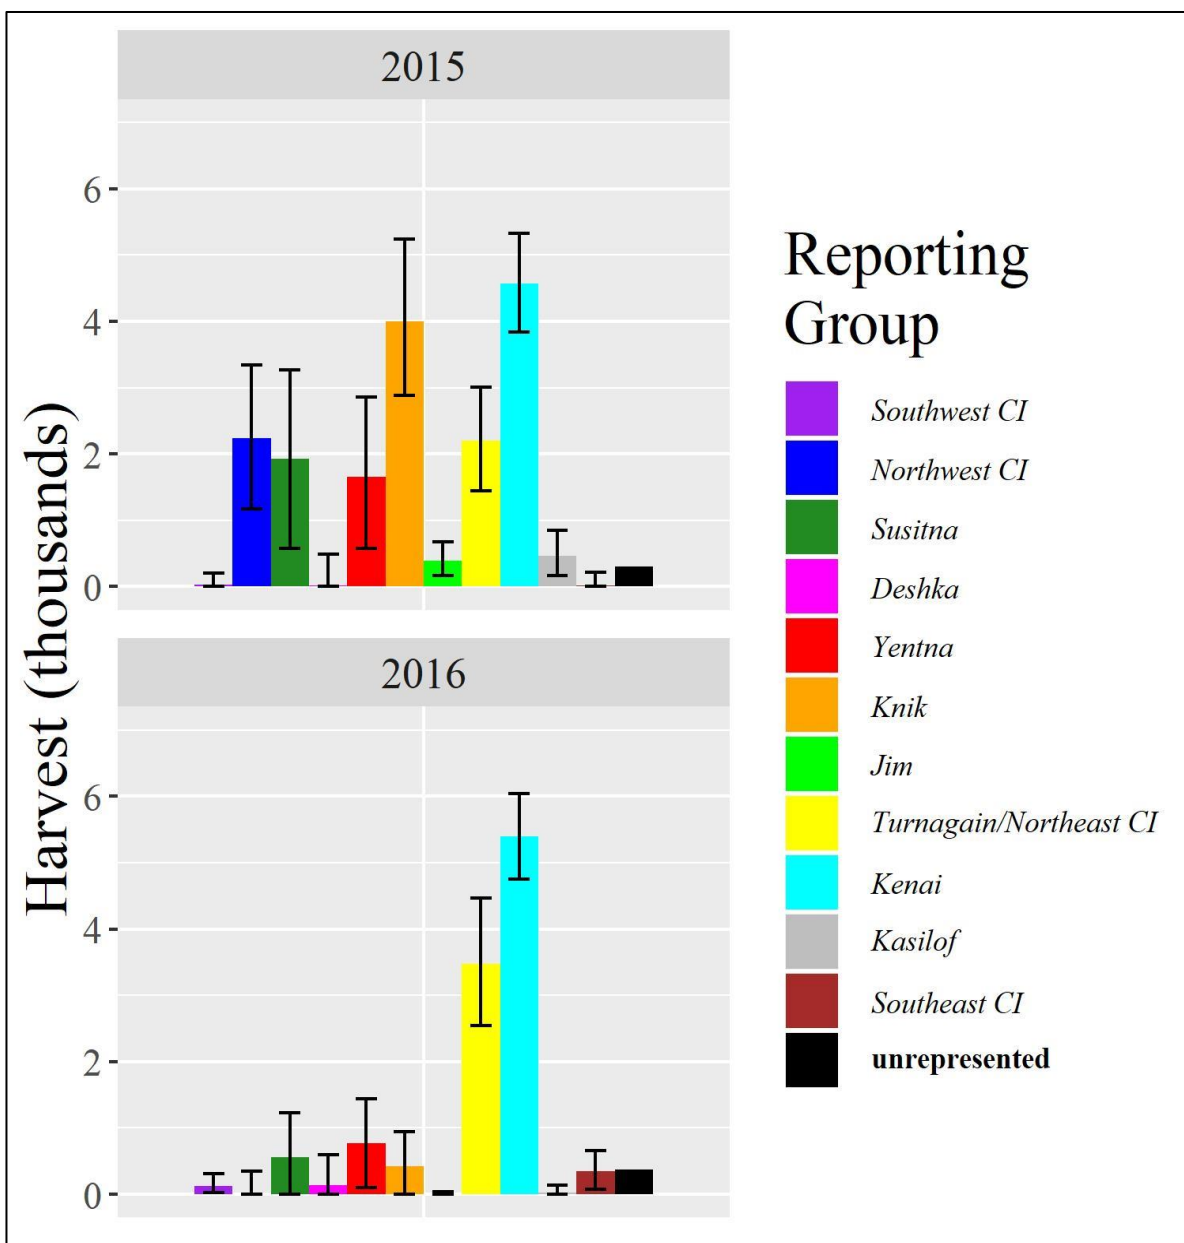 2015
6
4
2
0
2016
6
4
2
0
Harvest (thousands)
Reporting
Group
Southwest CI
Northwest CI
Susitna
Deshka
Yentna
Knik
Jim
Turnagain/Northeast CI
Kenai
Kasilof
Southeast CI
unrepresented